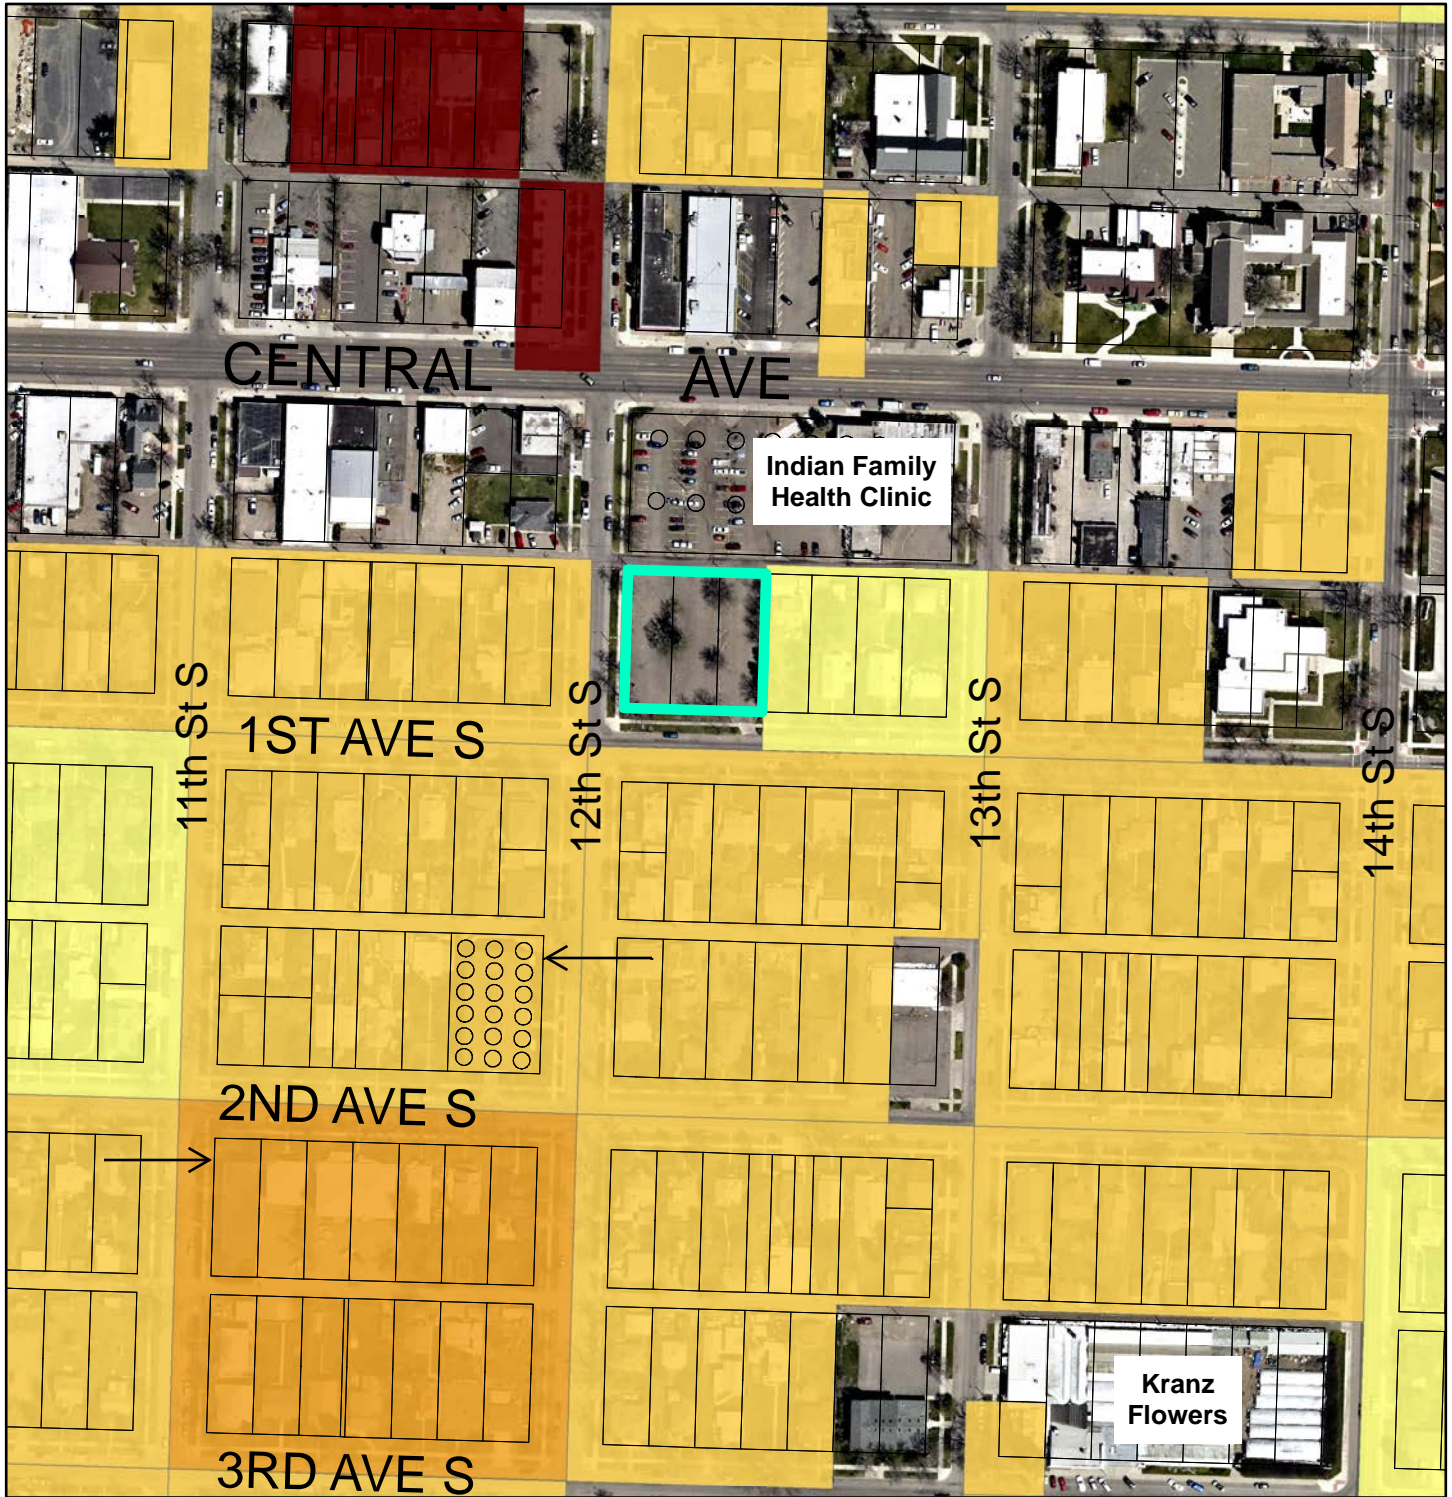 CENTRAL AVE
Indian Family
Health Clinic
11th St S
12th St S
13th St S
14th St S
1ST AVE S
2ND AVE S
3RD AVE S
Kranz
Flowers